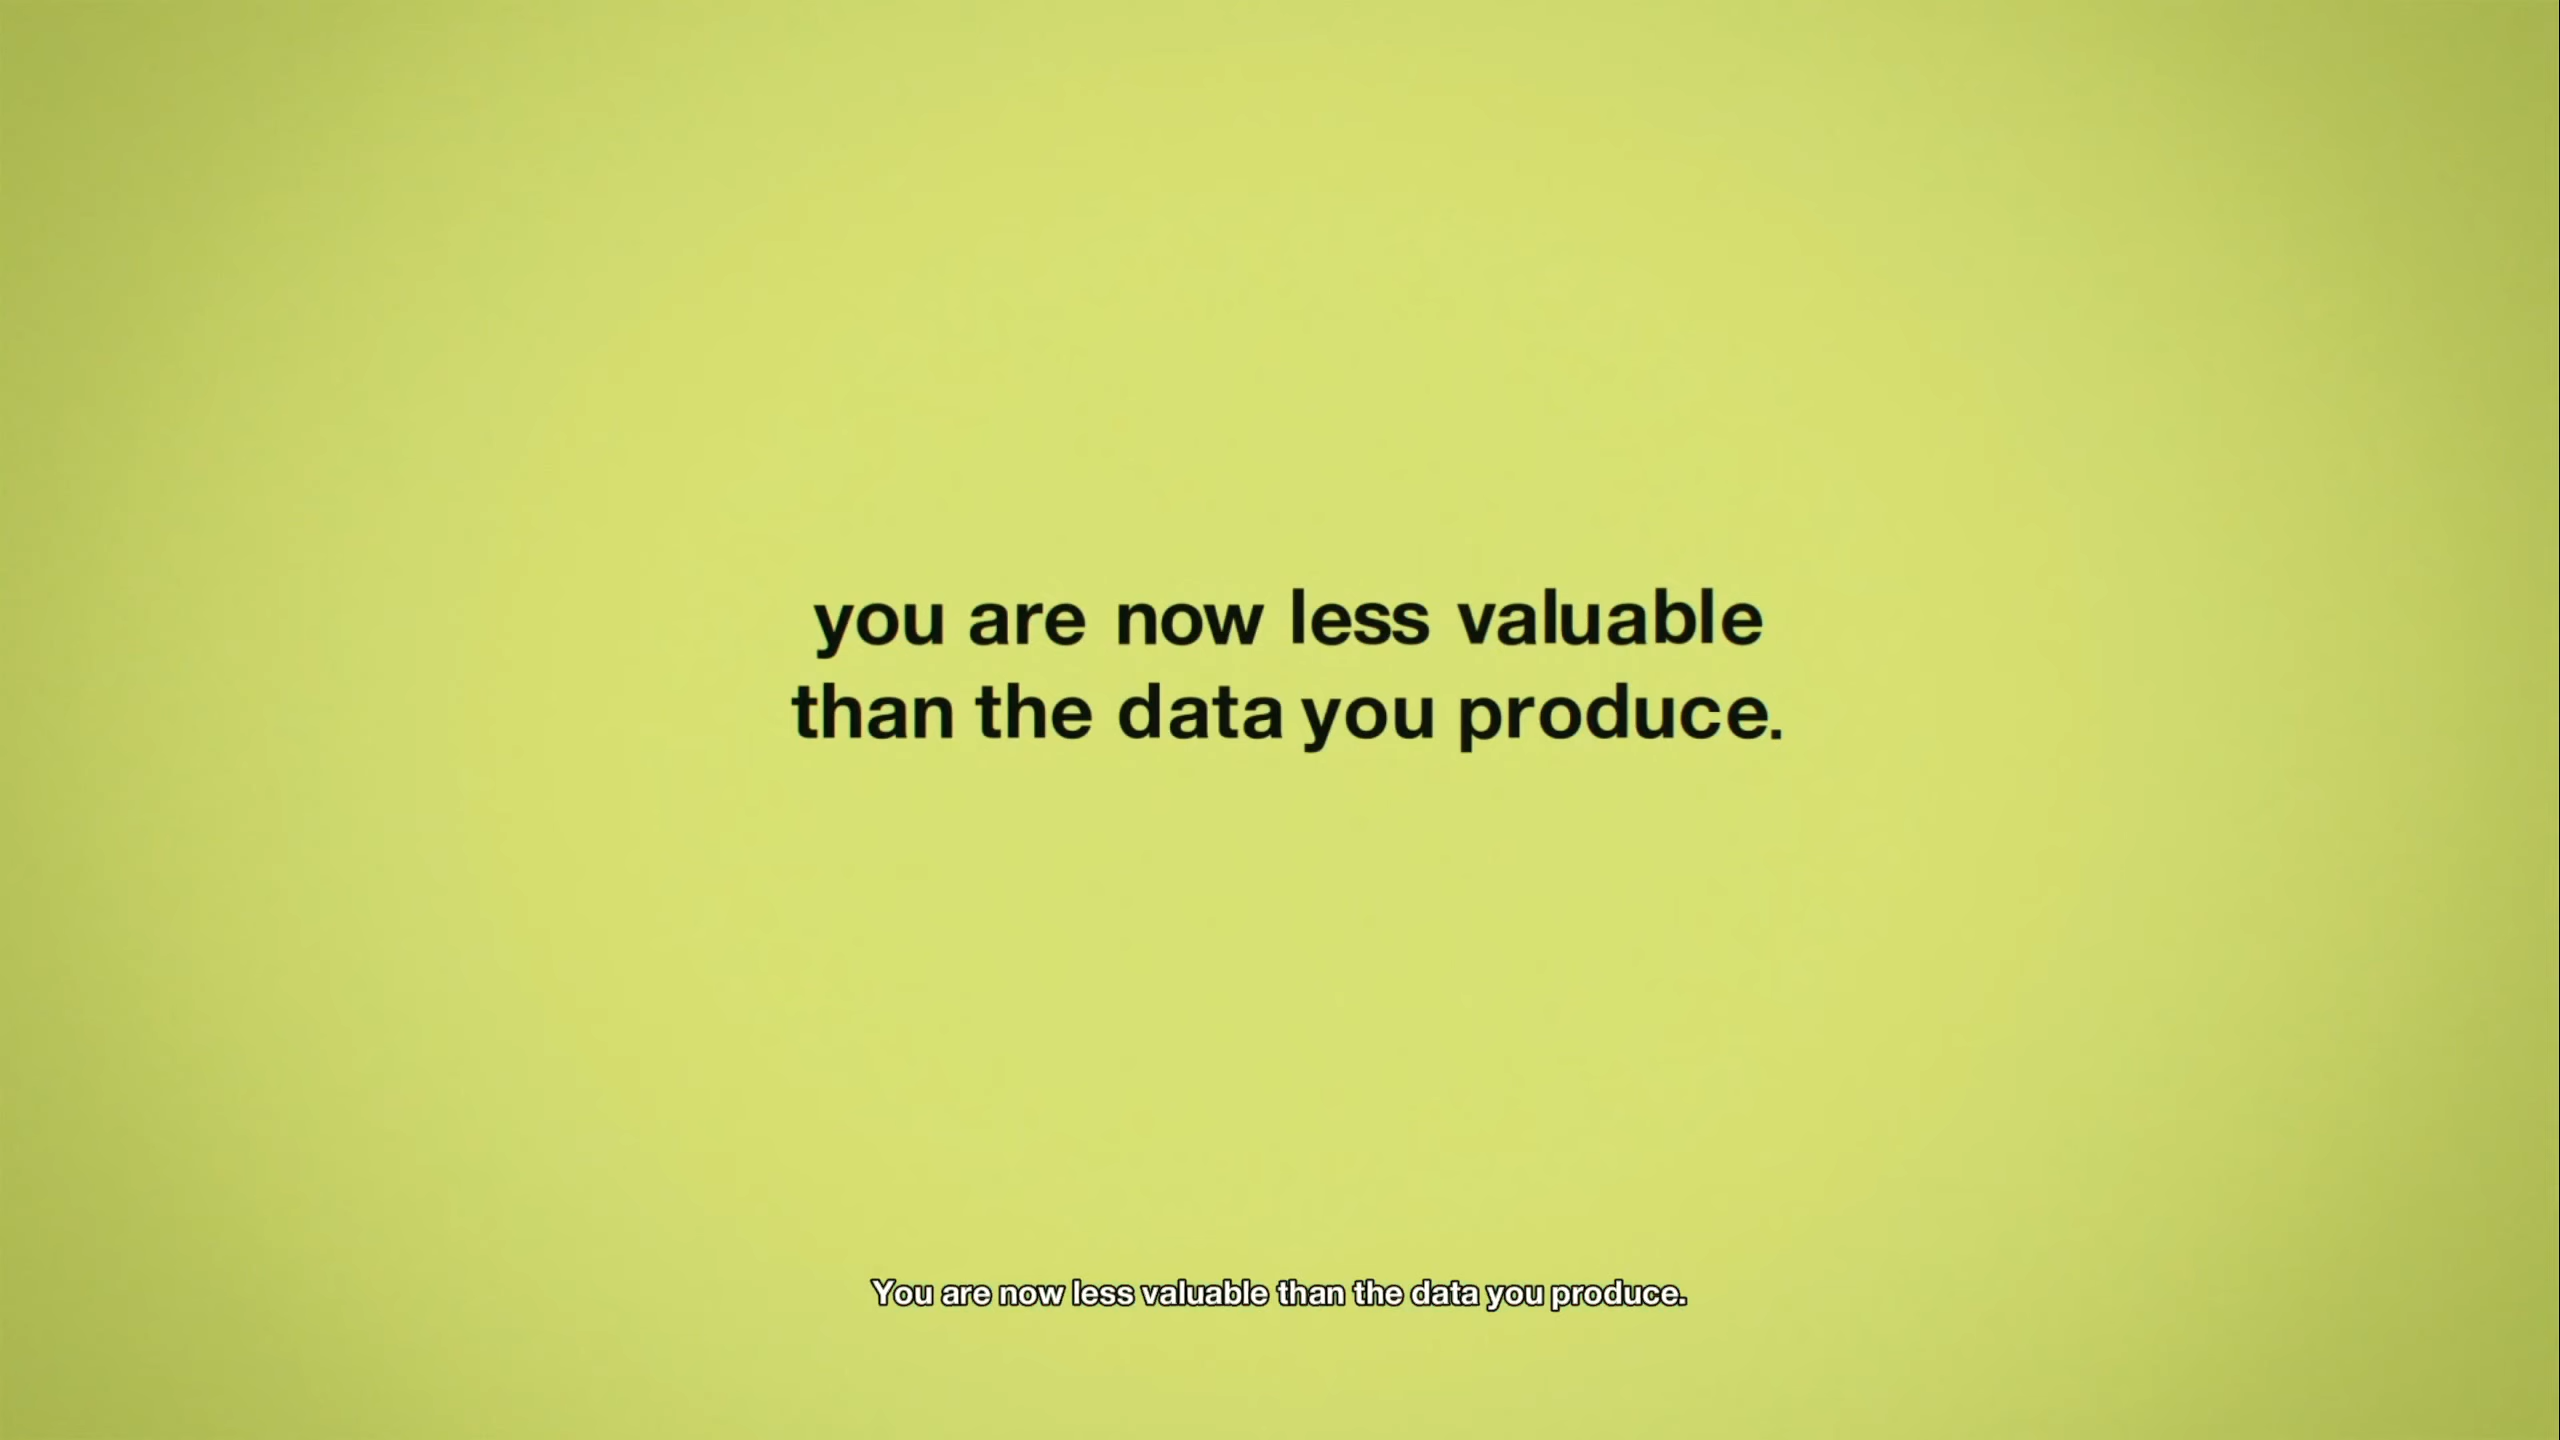 you are now less valuable
than the data you produce.
You are now less valuable than the data you produce.